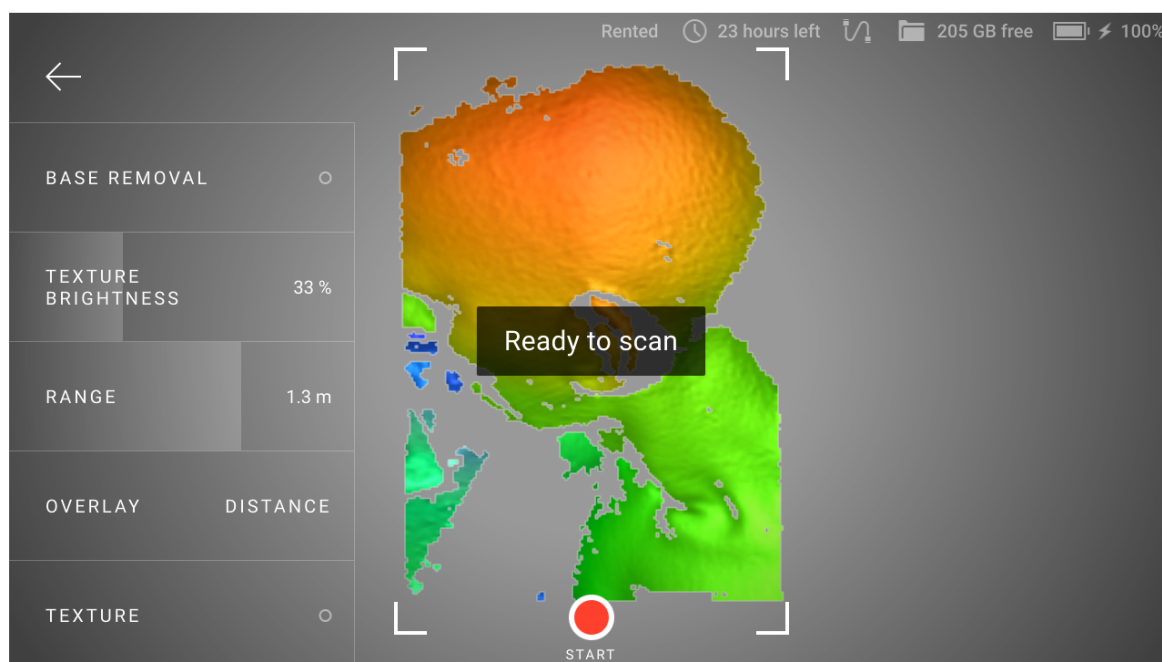 Rented 23 hours left 205 GB free 100%
BASE REMOVAL
TEXTURE
BRIGHTNESS
33 %
RANGE 1.3 m
OVERLAY DISTANCE
TEXTURE
Ready to scan
START